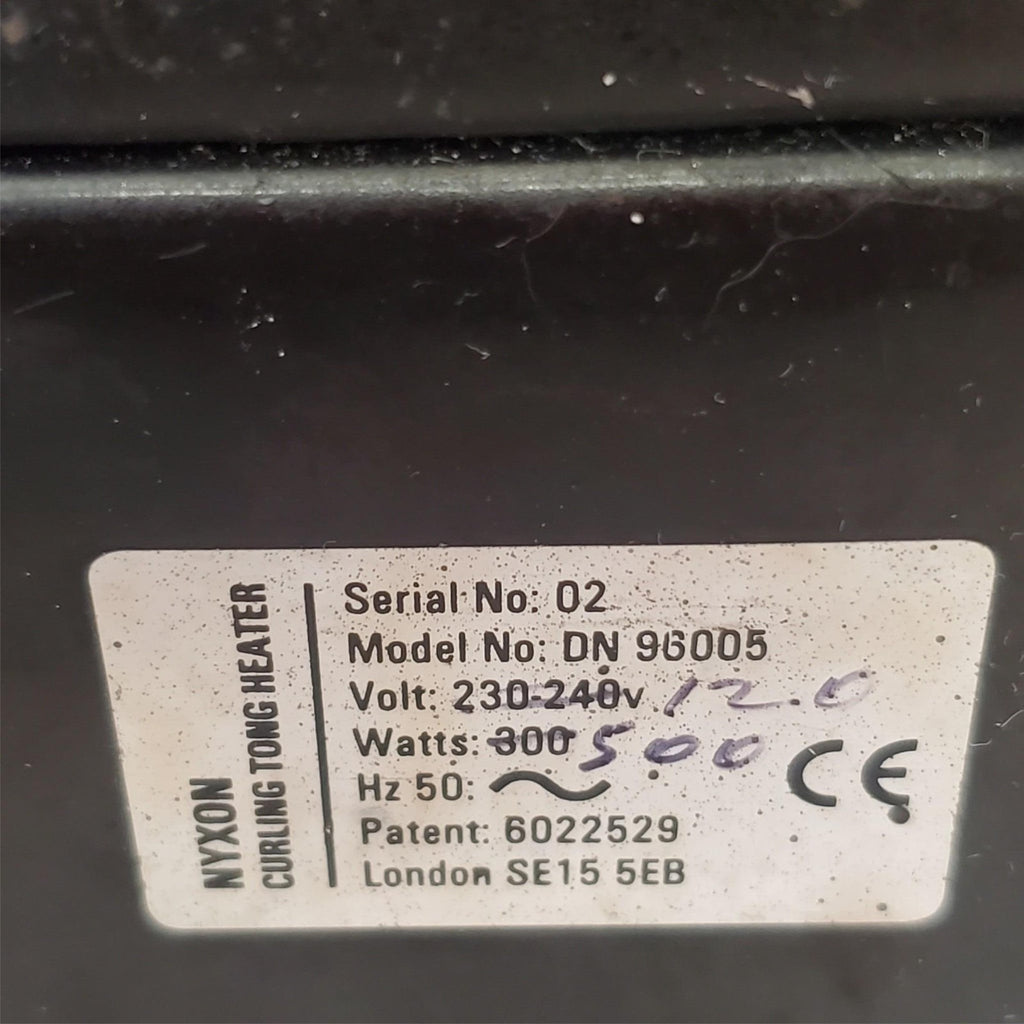 NYXON
CURLING TONG HEATER
Serial No: 02
Model No: DN 96005
Volt: 230-240v 120
Watts: 300 500
Hz 50: ~
Patent: 6022529
London SE15 5EB
CE